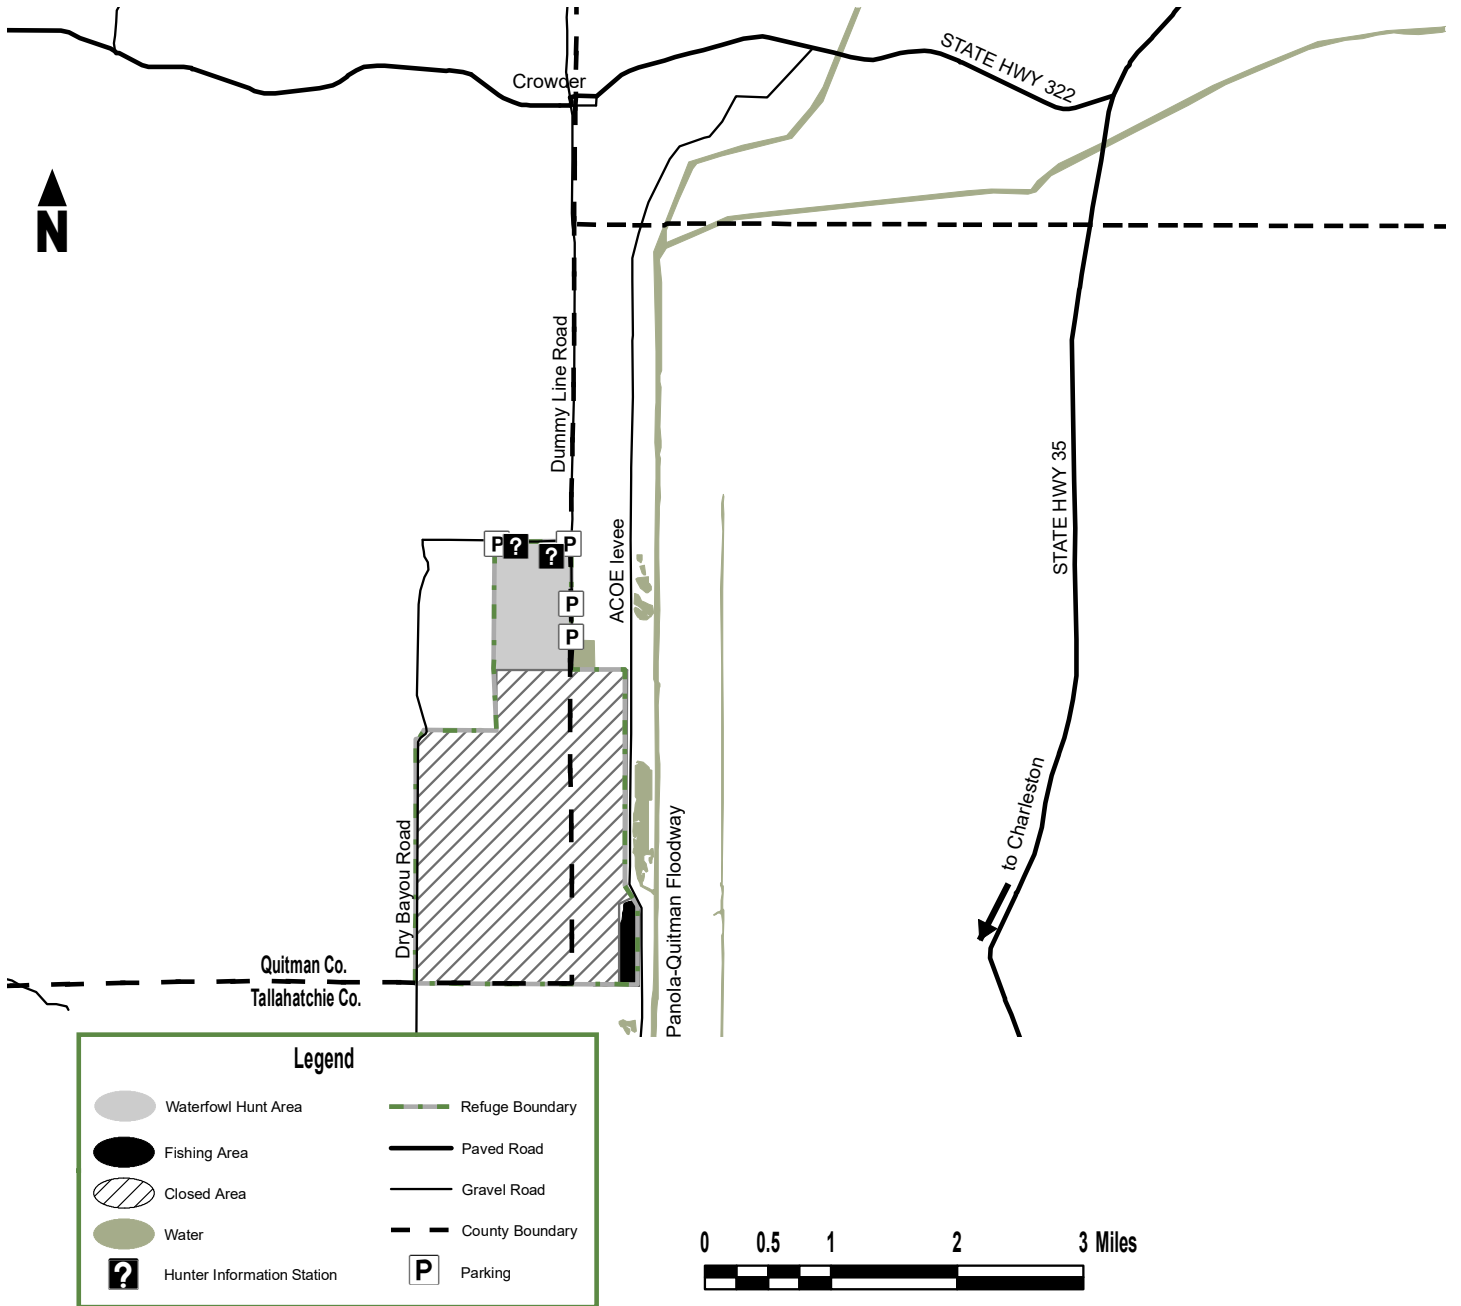 STATE HWY 322
Crowder
N
Dummy Line Road
STATE HWY 35
ACOE levee
P
?
?
P
P
P
to Charleston
Panola-Quitman Floodway
Dry Bayou Road
Quitman Co.
Tallahatchie Co.
Legend
Waterfowl Hunt Area
Refuge Boundary
Fishing Area
Paved Road
Closed Area
Gravel Road
Water
County Boundary
? Hunter Information Station
P Parking
0 0.5 1 2 3 Miles